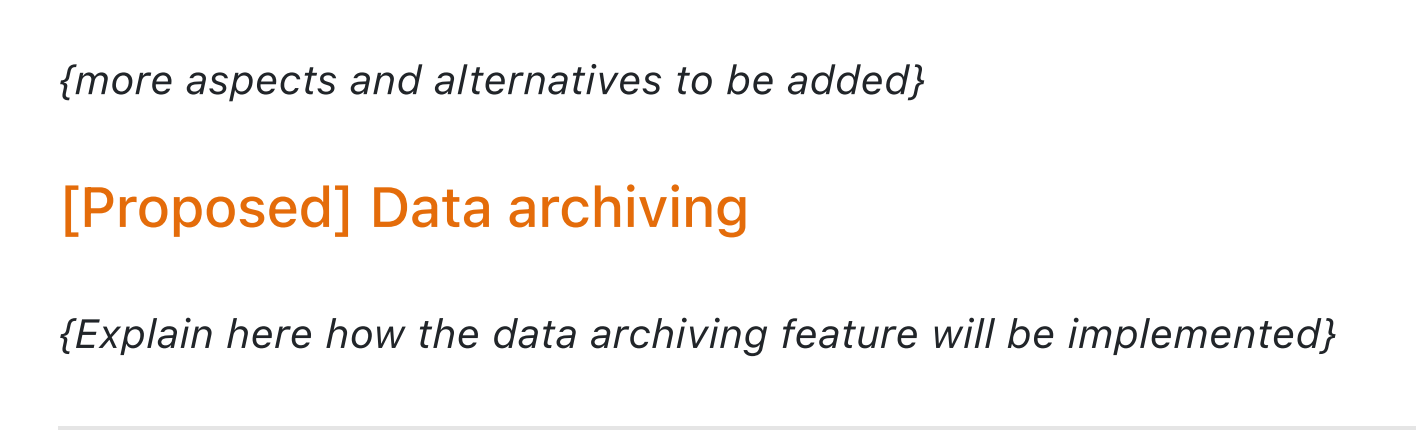 {more aspects and alternatives to be added}
[Proposed] Data archiving
{Explain here how the data archiving feature will be implemented}